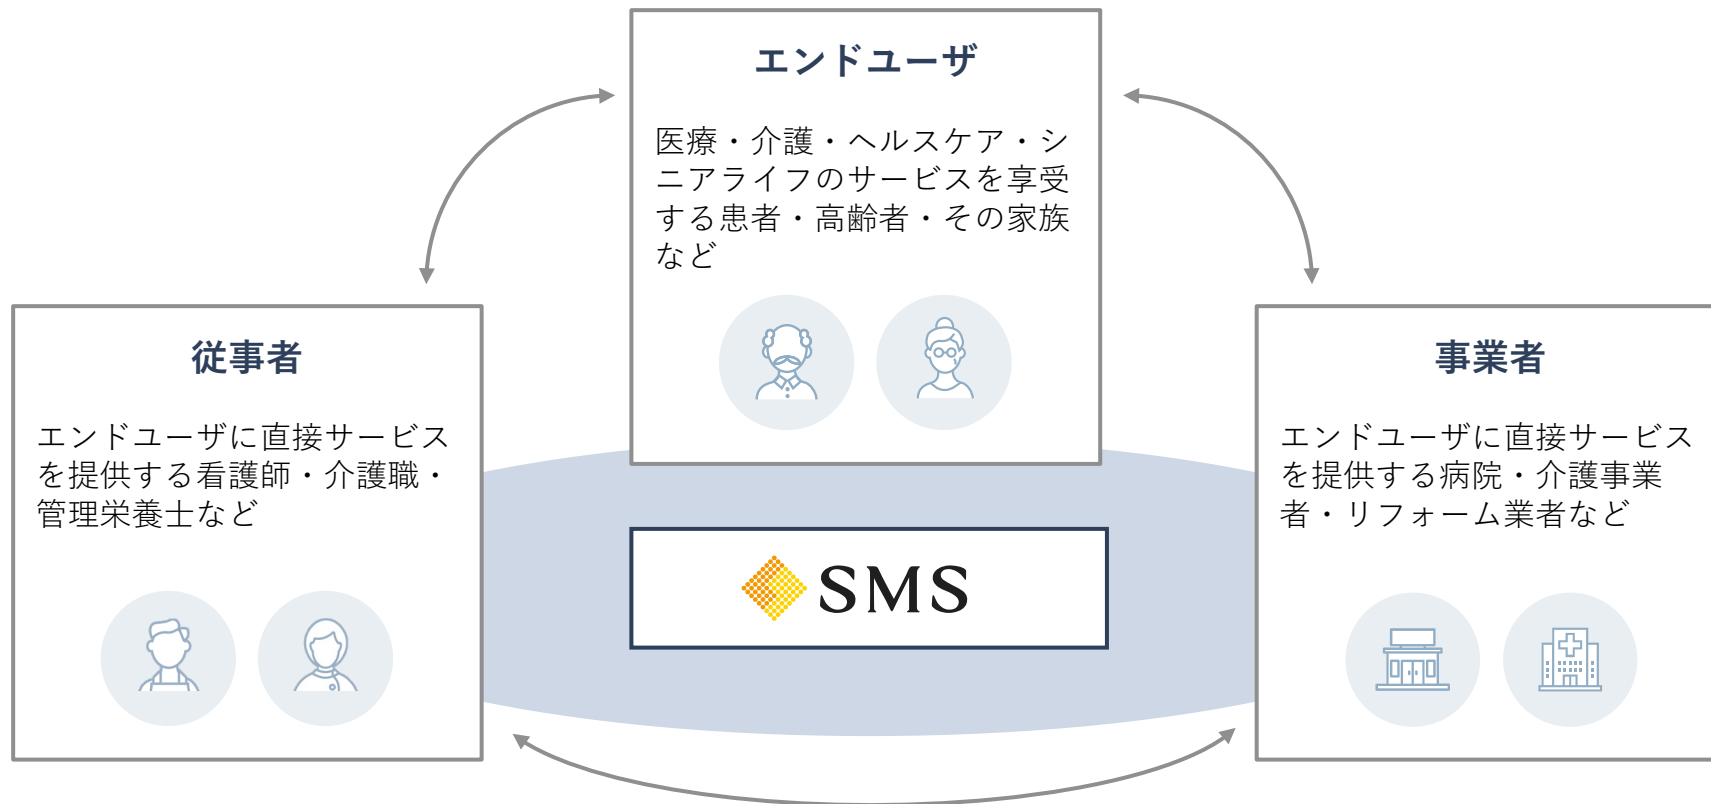 エンドユーザ
医療・介護・ヘルスケア・シ
ニアライフのサービスを享受
する患者・高齢者・その家族
など
従事者
エンドユーザに直接サービス
を提供する看護師・介護職・
管理栄養士など
事業者
エンドユーザに直接サービス
を提供する病院・介護事業
者・リフォーム業者など
SMS